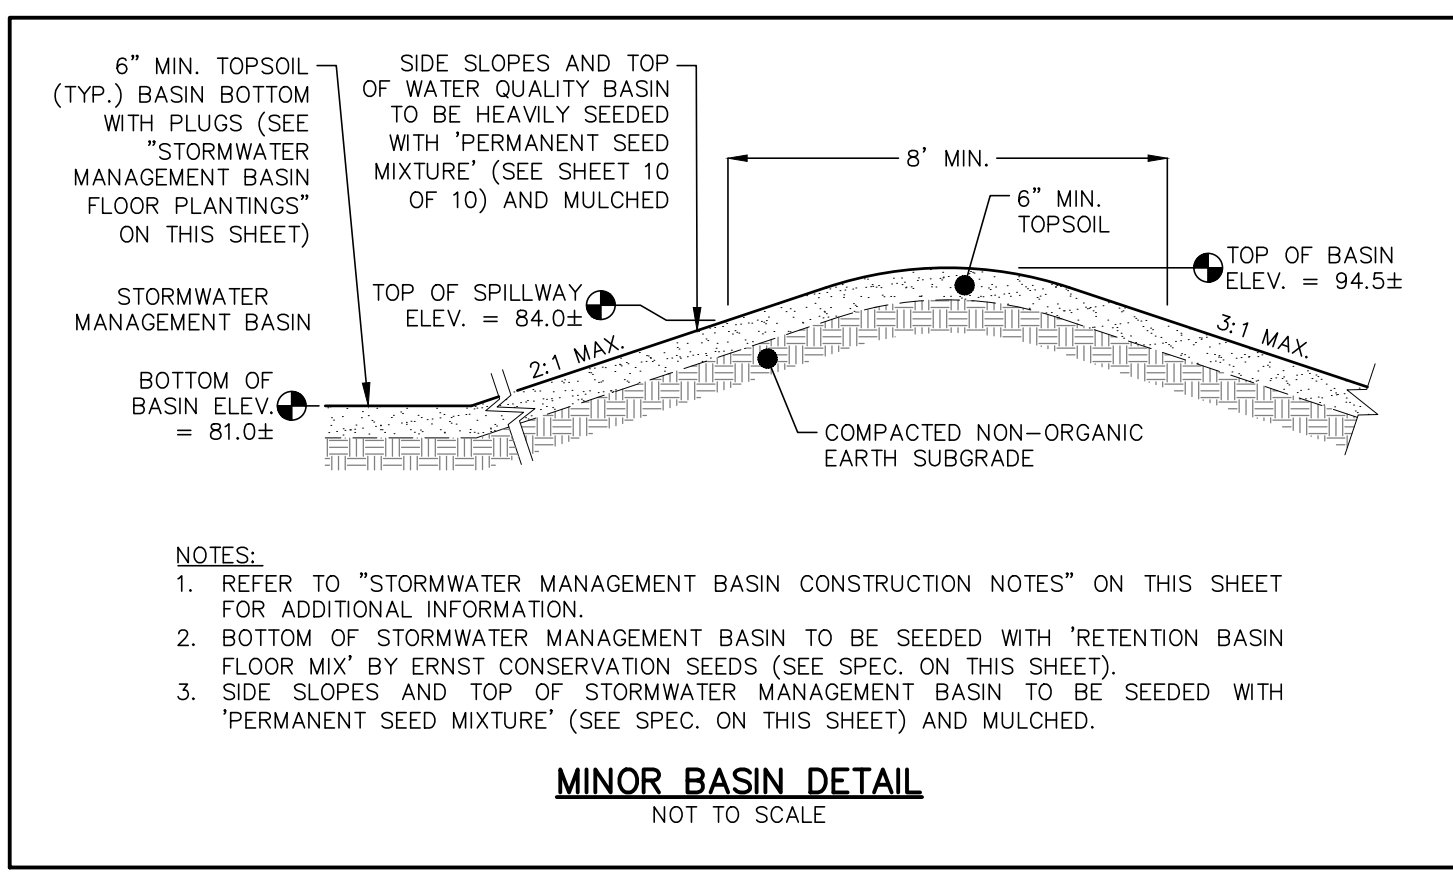 6” MIN. TOPSOIL
(TYP.) BASIN BOTTOM
WITH PLUGS (SEE
”STORMWATER
MANAGEMENT BASIN
FLOOR PLANTINGS”
ON THIS SHEET)
SIDE SLOPES AND TOP
OF WATER QUALITY BASIN
TO BE HEAVILY SEEDED
WITH ’PERMANENT SEED
MIXTURE’ (SEE SHEET 10
OF 10) AND MULCHED
8’ MIN.
6” MIN.
TOPSOIL
TOP OF BASIN
ELEV. = 94.5±
STORMWATER
MANAGEMENT BASIN
TOP OF SPILLWAY
ELEV. = 84.0±
2:1 MAX.
3:1 MAX.
BOTTOM OF
BASIN ELEV.
= 81.0±
COMPACTED NON–ORGANIC
EARTH SUBGRADE
NOTES:
1. REFER TO ”STORMWATER MANAGEMENT BASIN CONSTRUCTION NOTES” ON THIS SHEET
FOR ADDITIONAL INFORMATION.
2. BOTTOM OF STORMWATER MANAGEMENT BASIN TO BE SEEDED WITH ’RETENTION BASIN
FLOOR MIX’ BY ERNST CONSERVATION SEEDS (SEE SPEC. ON THIS SHEET).
3. SIDE SLOPES AND TOP OF STORMWATER MANAGEMENT BASIN TO BE SEEDED WITH
’PERMANENT SEED MIXTURE’ (SEE SPEC. ON THIS SHEET) AND MULCHED.
MINOR BASIN DETAIL
NOT TO SCALE